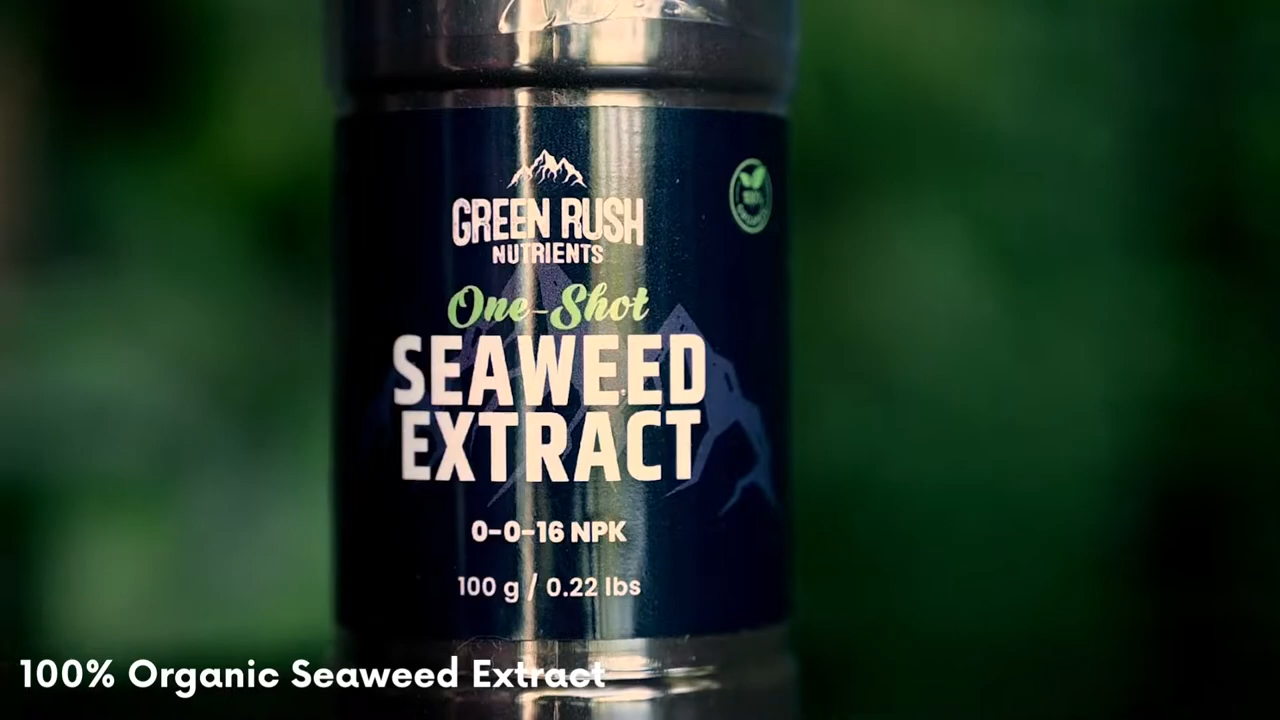 GREEN RUSH
NUTRIENTS
One-Shot
SEAWEED
EXTRACT
0-0-16 NPK
100 g / 0.22 lbs
100% Organic Seaweed Extract